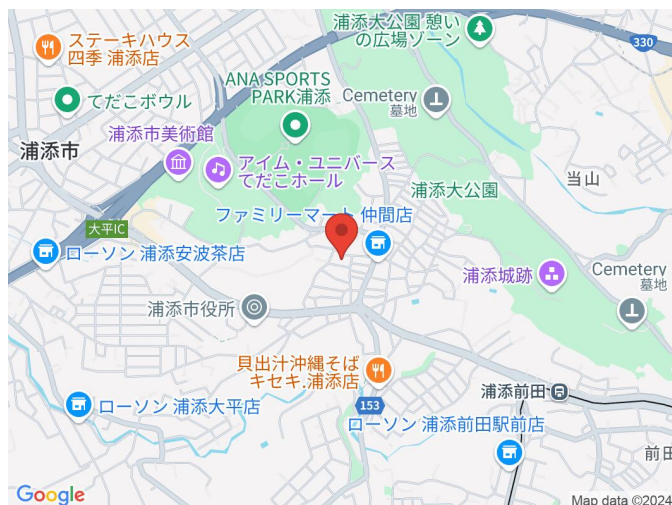 ステーキハウス
四季 浦添店
浦添大公園 憩い
の広場ゾーン
330
てだこボウル
ANA SPORTS
PARK浦添
Cemetery
墓地
浦添市美術館
浦添市
アイム・ユニバース
てだこホール
当山
浦添大公園
ファミリーマート 仲間店
大平IC
ローソン 浦添安波茶店
浦添城跡
Cemetery
墓地
浦添市役所
貝出汁沖縄そば
キセキ.浦添店
浦添前田
ローソン 浦添大平店
153
ローソン 浦添前田駅前店
前田
Google
Map data ©2024